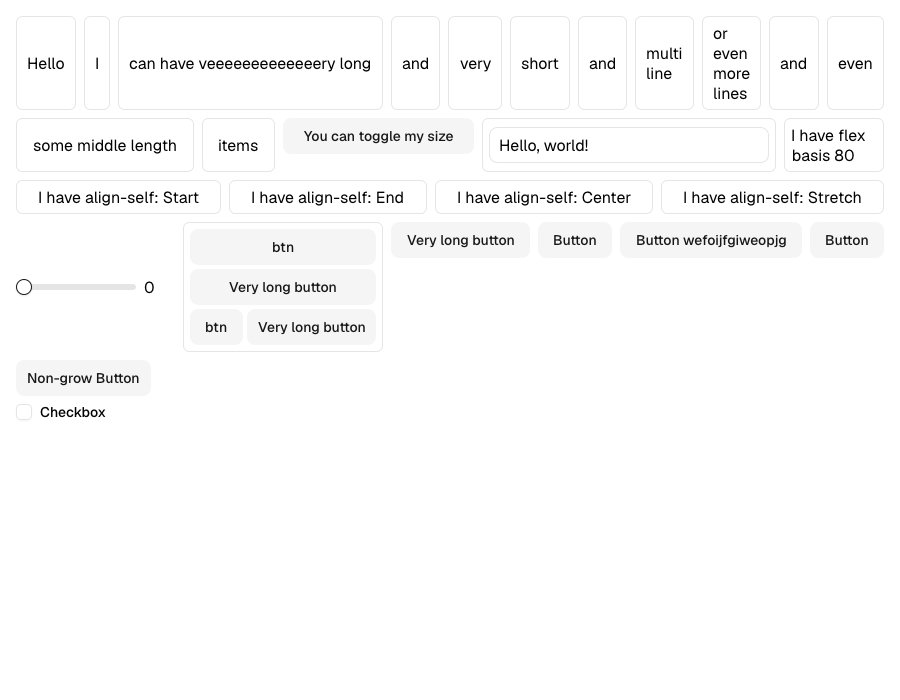 Hello
I
can have veeeeeeeeeeeeery long
and
very
short
and
multi
line
or
even
more
lines
and
even
some middle length
items
You can toggle my size
Hello, world!
I have flex
basis 80
I have align-self: Start
I have align-self: End
I have align-self: Center
I have align-self: Stretch
0
btn
Very long button
btn
Very long button
Very long button
Button
Button wefoijfgiweopjg
Button
Non-grow Button
Checkbox